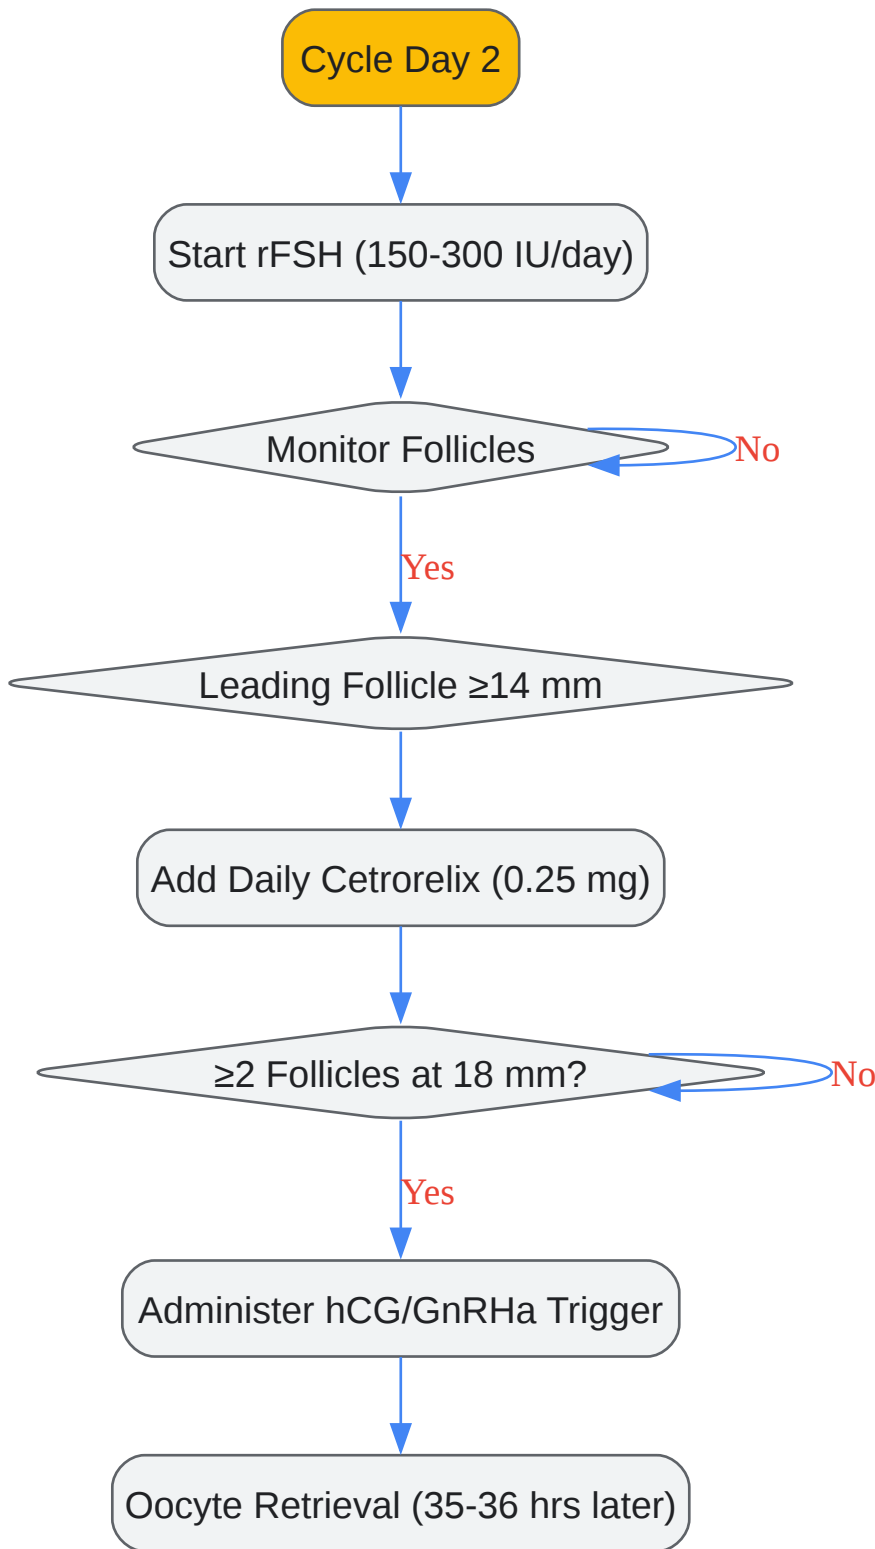 Cycle Day 2
Start rFSH (150-300 IU/day)
Monitor Follicles
No
Yes
Leading Follicle ≥14 mm
Add Daily Cetrorelix (0.25 mg)
≥2 Follicles at 18 mm?
No
Yes
Administer hCG/GnRHa Trigger
Oocyte Retrieval (35-36 hrs later)